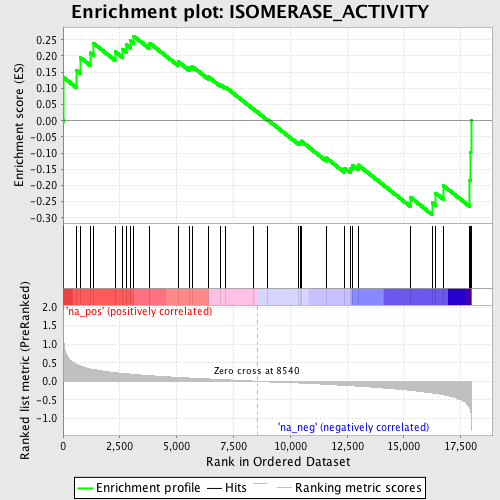 Enrichment plot: ISOMERASE_ACTIVITY
Enrichment score (ES)
0.25
0.20
0.15
0.10
0.05
0.00
-0.05
-0.10
-0.15
-0.20
-0.25
-0.30
'na_pos' (positively correlated)
Ranked list metric (PreRanked)
2.0
1.5
1.0
0.5
0.0
-0.5
-1.0
Zero cross at 8540
'na_neg' (negatively correlated)
0
2,500
5,000
7,500
10,000
12,500
15,000
17,500
Rank in Ordered Dataset
Enrichment profile
Hits
Ranking metric scores